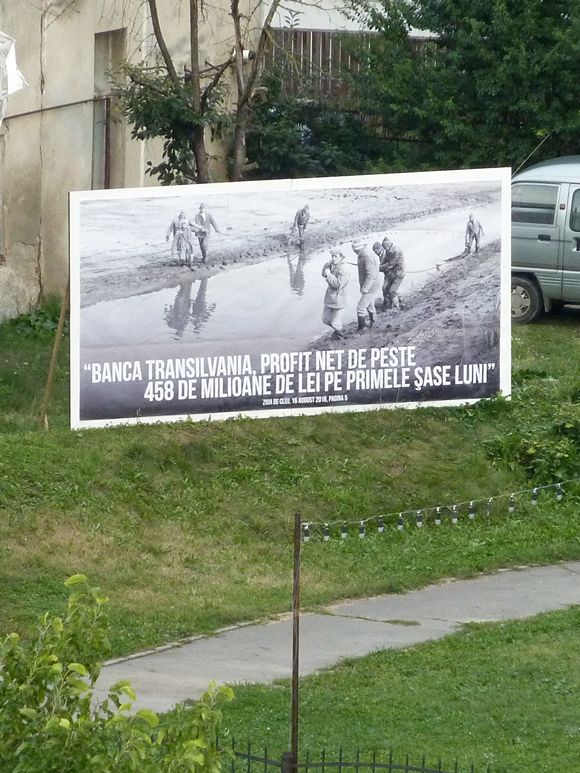 “BANCA TRANSILVANIA, PROFIT NET DE PESTE
458 DE MILIOANE DE LEI PE PRIMELE ŞASE LUNI”
ZIUA DE CLUJ, 16 AUGUST 2018, PAGINA 5